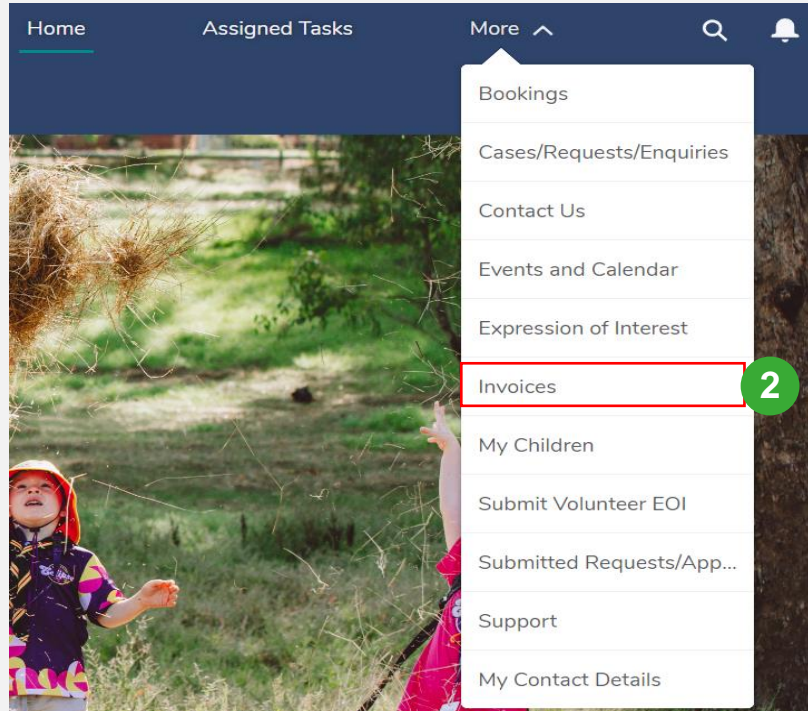 Home Assigned Tasks More
Bookings
Cases/Requests/Enquiries
Contact Us
Events and Calendar
Expression of Interest
Invoices 2
My Children
Submit Volunteer EOI
Submitted Requests/App...
Support
My Contact Details